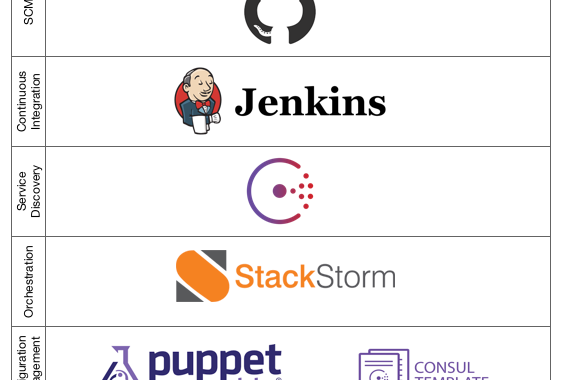 SCM
Continuous
Integration
Jenkins
Service
Discovery
Orchestration
StackStorm
puppet
CONSUL